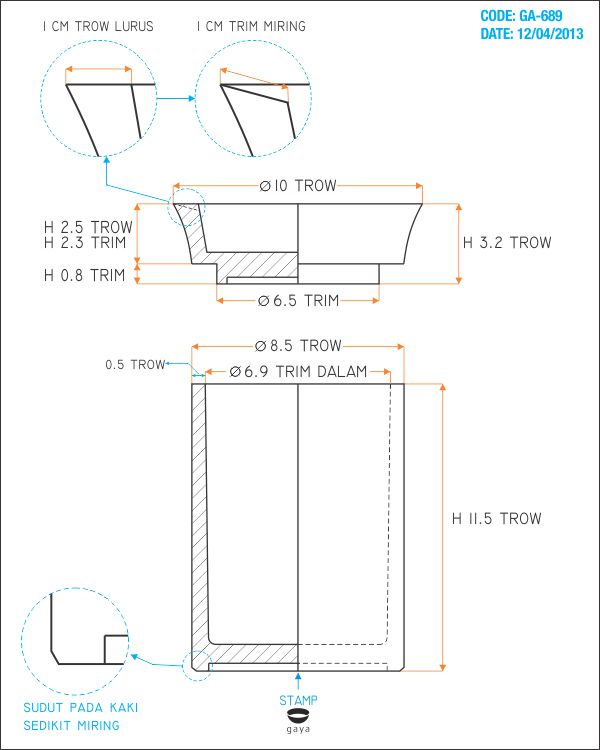 CODE: GA-689
DATE: 12/04/2013
1 CM TROW LURUS
1 CM TRIM MIRING
Ø 10 TROW
H 2.5 TROW
H 2.3 TRIM
H 3.2 TROW
H 0.8 TRIM
Ø 6.5 TRIM
Ø 8.5 TROW
0.5 TROW
Ø 6.9 TRIM DALAM
H 11.5 TROW
SUDUT PADA KAKI
SEDIKIT MIRING
STAMP
gaya